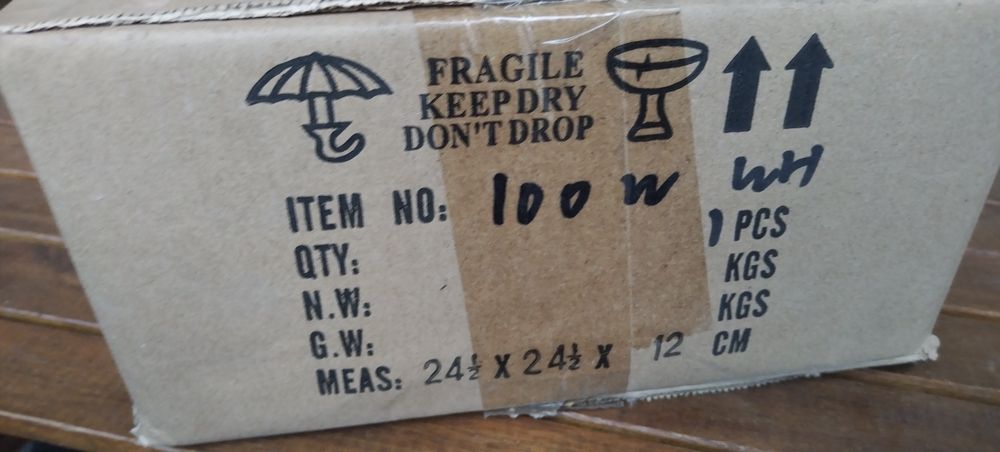 FRAGILE
KEEP DRY
DON'T DROP
WH
ITEM NO: 100 W
QTY: 1 PCS
N.W: KGS
G.W: KGS
MEAS: 24½ X 24½ X 12 CM